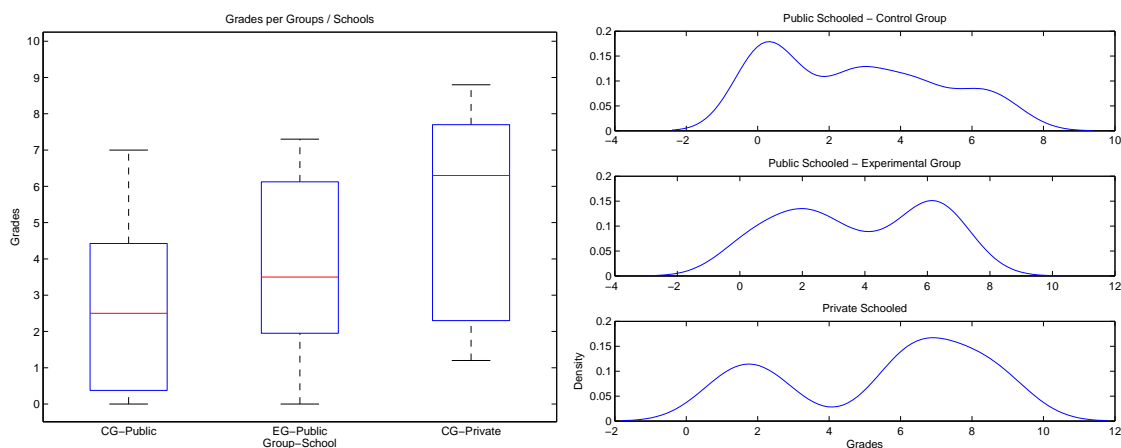 Grades per Groups / Schools
10
9
8
7
6
5
4
3
2
1
0
Grades
CG−Public EG−Public CG−Private
Group−School
Public Schooled − Control Group
0.2
0.15
0.1
0.05
0
−4 −2 0 2 4 6 8 10
Public Schooled − Experimental Group
0.2
0.15
0.1
0.05
0
−4 −2 0 2 4 6 8 10 12
Private Schooled
0.2
0.15
0.1
0.05
0
Density
−2 0 2 4 6 8 10 12
Grades